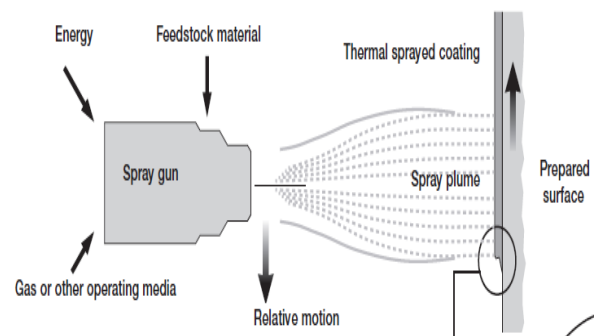 Energy
Feedstock material
Thermal sprayed coating
Spray gun
Spray plume
Prepared
surface
Gas or other operating media
Relative motion